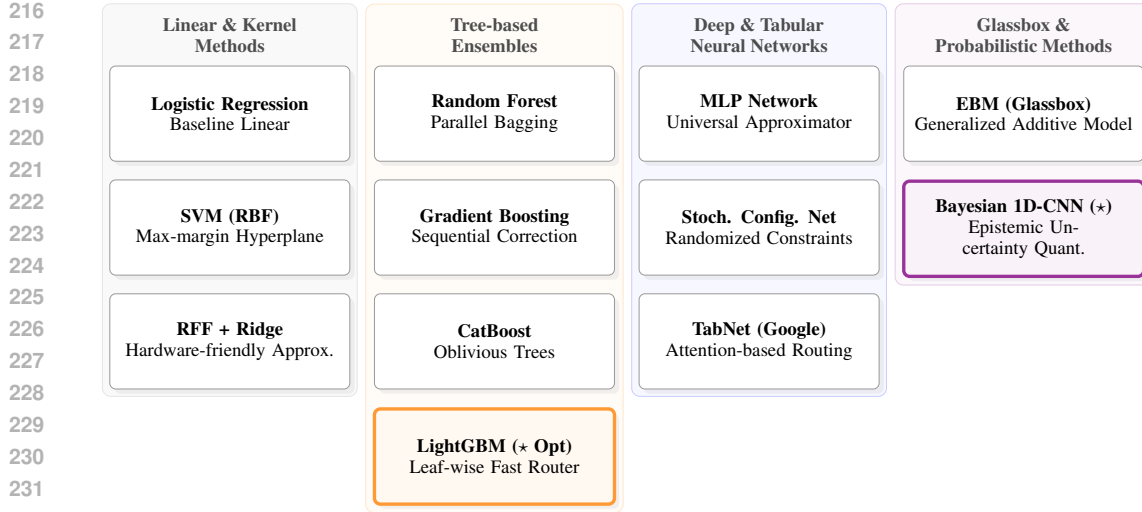 216
217
218
219
220
221
222
223
224
225
226
227
228
229
230
231
Linear & Kernel
Methods
Logistic Regression
Baseline Linear
SVM (RBF)
Max-margin Hyperplane
RFF + Ridge
Hardware-friendly Approx.
Tree-based
Ensembles
Random Forest
Parallel Bagging
Gradient Boosting
Sequential Correction
CatBoost
Oblivious Trees
LightGBM (⋆ Opt)
Leaf-wise Fast Router
Deep & Tabular
Neural Networks
MLP Network
Universal Approximator
Stoch. Config. Net
Randomized Constraints
TabNet (Google)
Attention-based Routing
Glassbox &
Probabilistic Methods
EBM (Glassbox)
Generalized Additive Model
Bayesian 1D-CNN (⋆)
Epistemic Un-
certainty Quant.